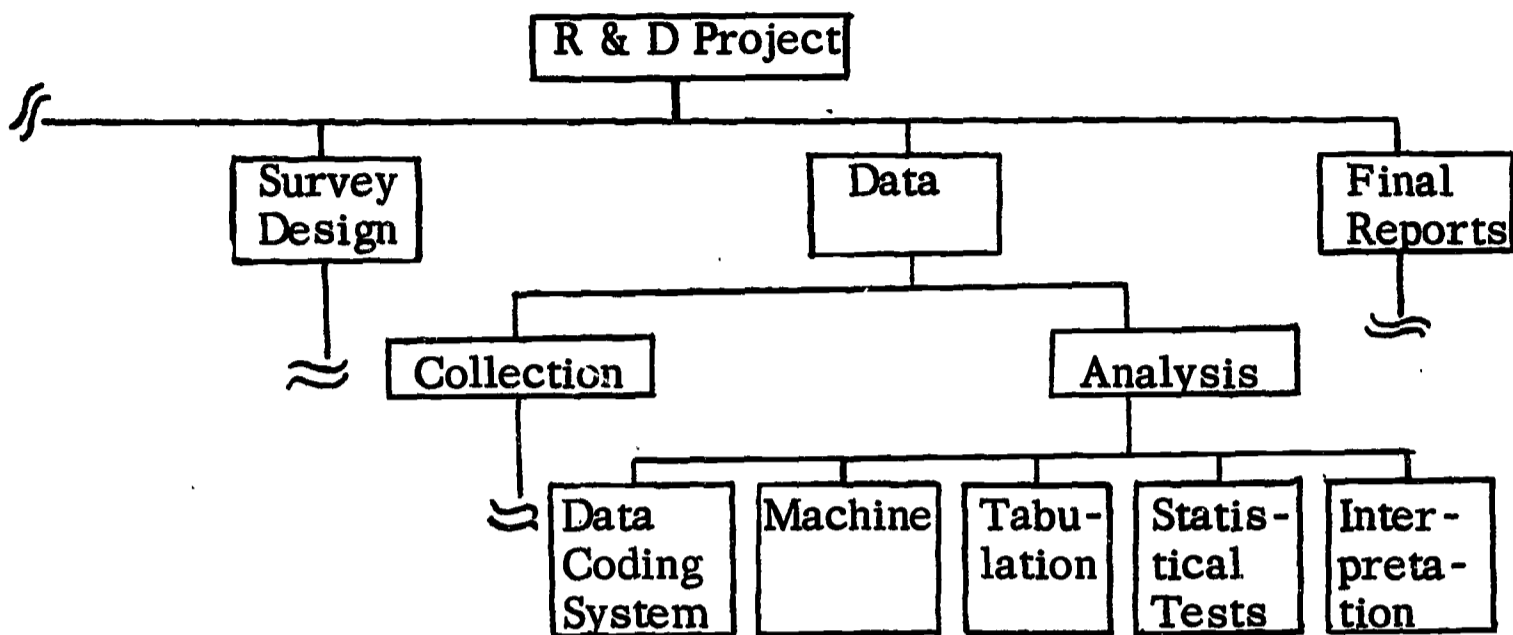 R & D Project
Survey
Design
Data
Final
Reports
Collection
Analysis
Data
Coding
System
Machine
Tabu-
lation
Statis-
tical
Tests
Inter-
preta-
tion